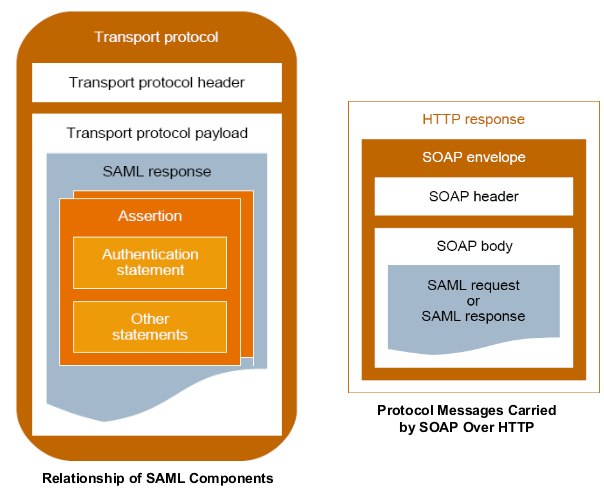 Transport protocol
Transport protocol header
Transport protocol payload
SAML response
Assertion
Authentication
statement
Other
statements
Relationship of SAML Components
HTTP response
SOAP envelope
SOAP header
SOAP body
SAML request
or
SAML response
Protocol Messages Carried
by SOAP Over HTTP